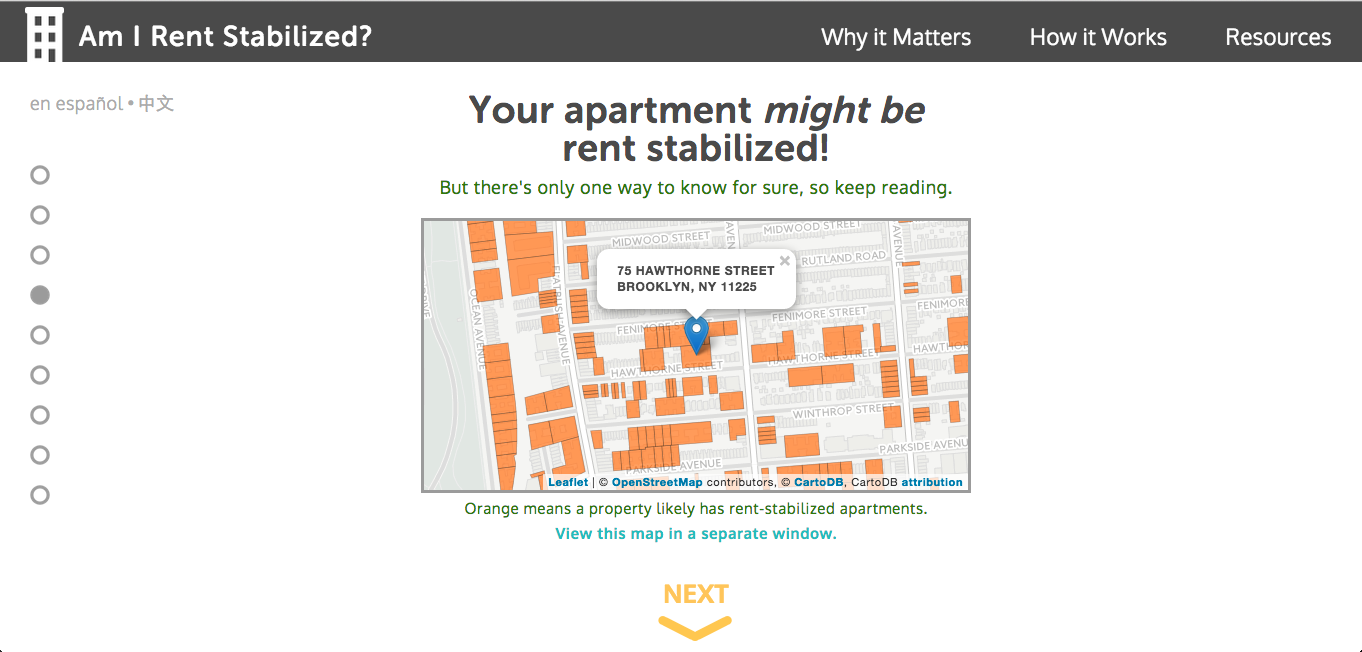 Am I Rent Stabilized?
Why it Matters
How it Works
Resources
en español • 中文
Your apartment might be
rent stabilized!
But there's only one way to know for sure, so keep reading.
MIDWOOD STREET
MIDWOOD STREET
RUTLAND ROAD
AVENUE
75 HAWTHORNE STREET
BROOKLYN, NY 11225
OCEAN AVENUE
FLATBUSH AVENUE
FENIMORE STREET
FENIMORE STREET
FENIMORE
HAWTHORNE STREET
HAWTHORNE STREET
WINTHROP STREET
PARKSIDE AVENUE
PARKSIDE AVENU
Leaflet | © OpenStreetMap contributors, © CartoDB, CartoDB attribution
Orange means a property likely has rent-stabilized apartments.
View this map in a separate window.
NEXT